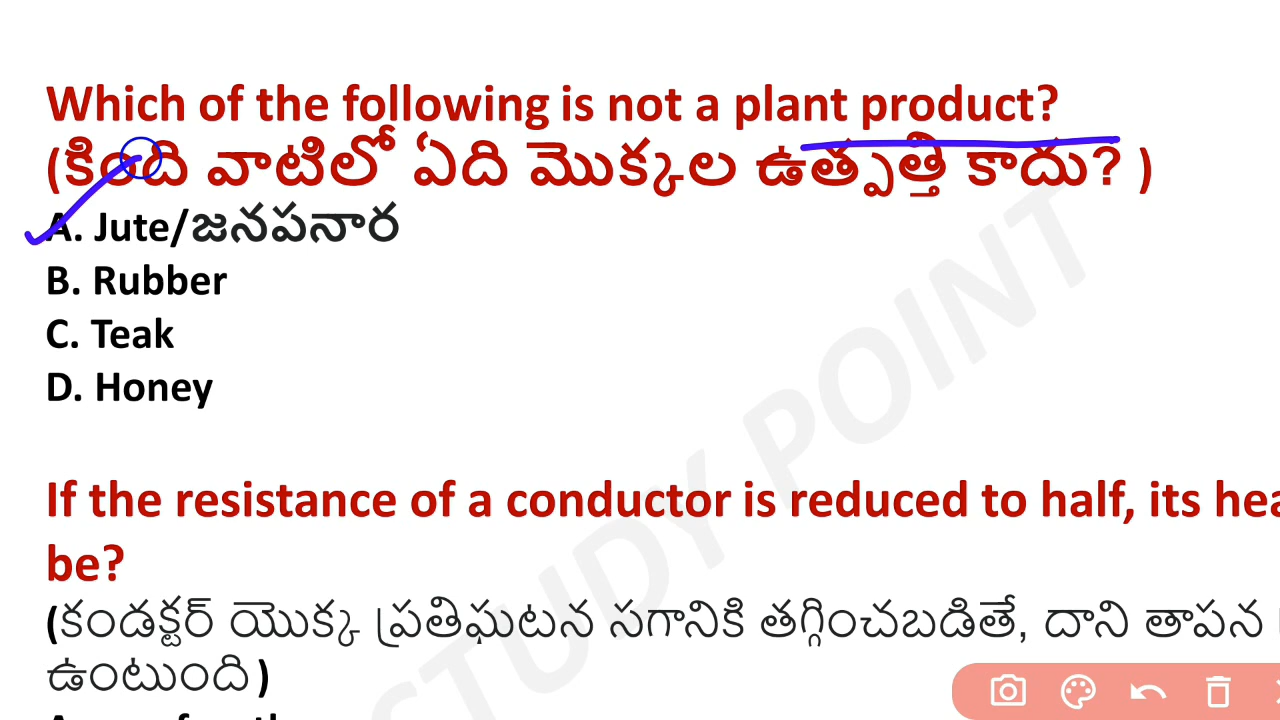 Which of the following is not a plant product?
(కింది వాటిలో ఏది మొక్కల ఉత్పత్తి కాదు? )
A. Jute/జనపనార
B. Rubber
C. Teak
D. Honey
If the resistance of a conductor is reduced to half, its
be?
(కండక్టర్ యొక్క ప్రతిఘటన సగానికి తగ్గించబడితే, దాని తాపన
ఉంటుంది)
STUDY POINT